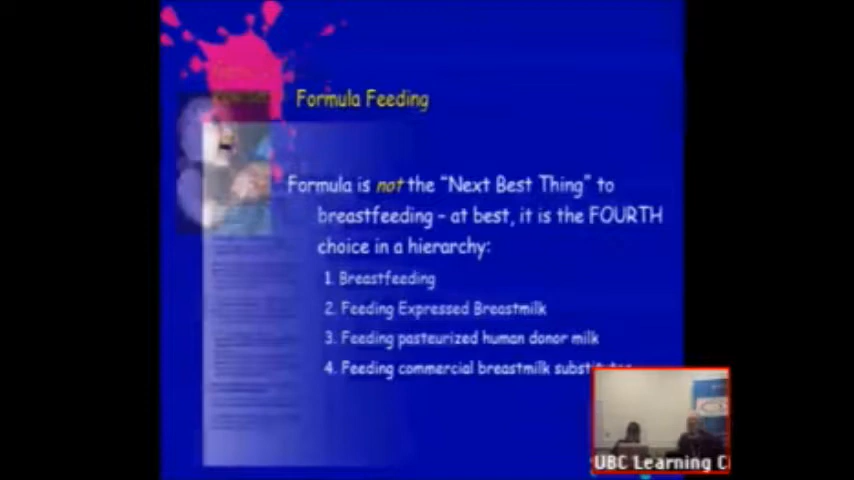 Formula Feeding
Formula is not the "Next Best Thing" to
breastfeeding - at best, it is the FOURTH
choice in a hierarchy:
1. Breastfeeding
2. Feeding Expressed Breastmilk
3. Feeding pasteurized human donor milk
4. Feeding commercial breastmilk
UBC Learning